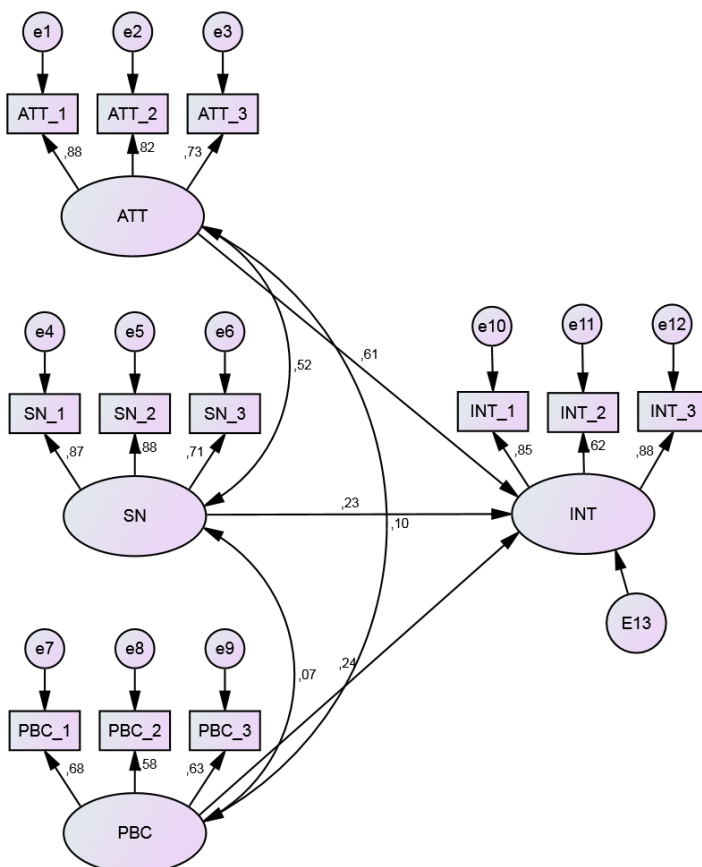 e1 e2 e3
ATT_1 ATT_2 ATT_3
,88 ,82 ,73
ATT
,52
,61
e4 e5 e6
SN_1 SN_2 SN_3
,87 ,88 ,71
SN
,23
,10
e10 e11 e12
INT_1 INT_2 INT_3
,85 ,62 ,88
INT
E13
e7 e8 e9
PBC_1 PBC_2 PBC_3
,68 ,58 ,63
PBC
,07
,24